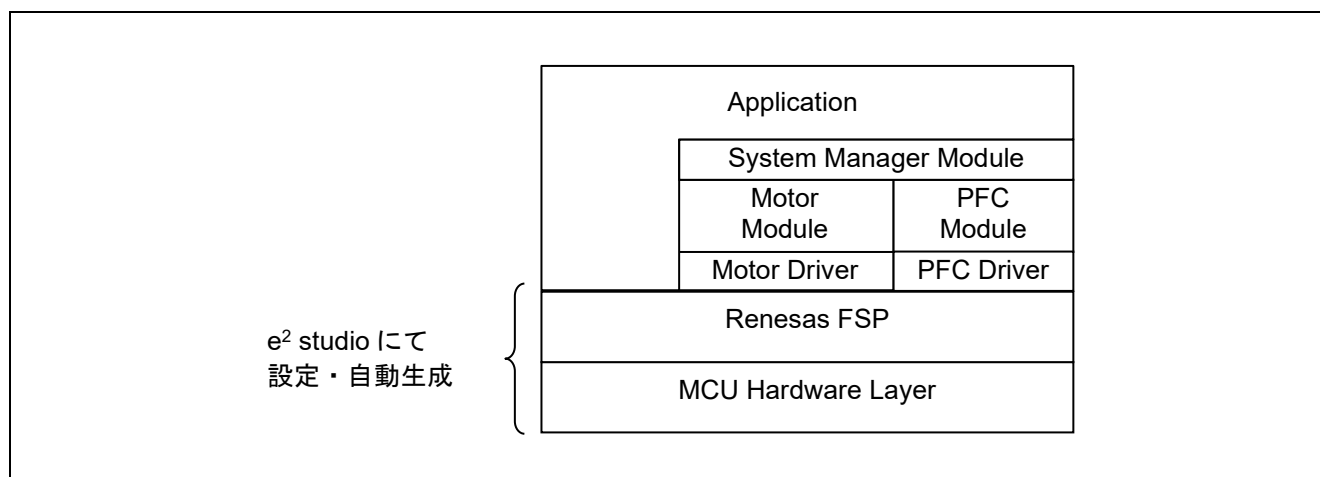 Application
System Manager Module
Motor
Module
PFC
Module
Motor Driver
PFC Driver
Renesas FSP
e² studio にて
設定・自動生成
MCU Hardware Layer